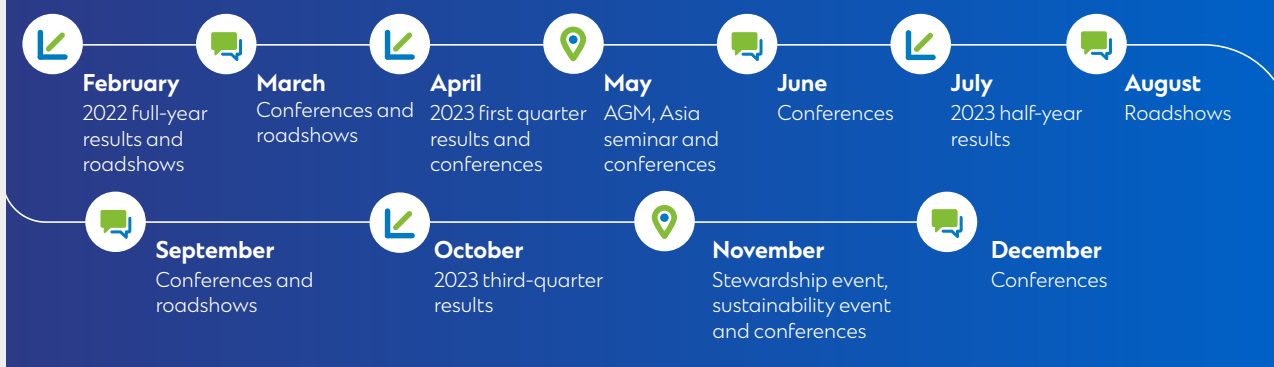 February
2022 full-year
results and
roadshows
March
Conferences and
roadshows
April
2023 first quarter
results and
conferences
May
AGM, Asia
seminar and
conferences
June
Conferences
July
2023 half-year
results
August
Roadshows
September
Conferences and
roadshows
October
2023 third-quarter
results
November
Stewardship event,
sustainability event
and conferences
December
Conferences